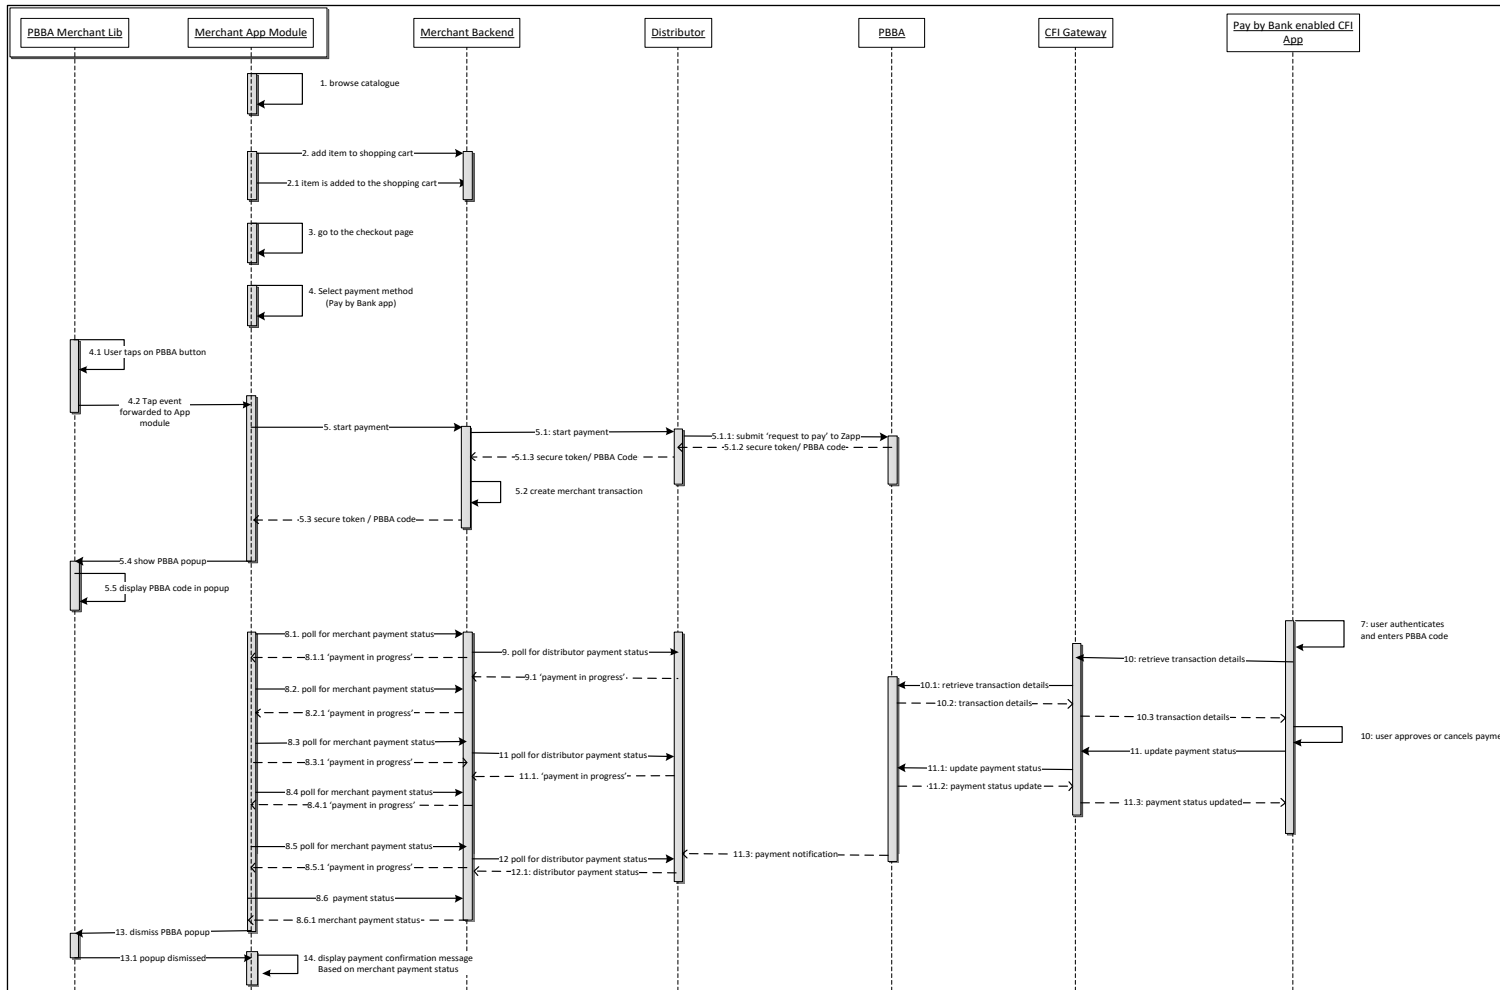 PBBA Merchant Lib
Merchant App Module
Merchant Backend
Distributor
PBBA
CFI Gateway
Pay by Bank enabled CFI
App
1. browse catalogue
2. add item to shopping cart
2.1 item is added to the shopping cart
3. go to the checkout page
4. Select payment method
(Pay by Bank app)
4.1 User taps on PBBA button
4.2 Tap event
forwarded to App
module
5. start payment
5.1: start payment
5.1.1: submit ‘request to pay’ to Zapp
5.1.2 secure token/ PBBA code
5.1.3 secure token/ PBBA Code
5.2 create merchant transaction
5.3 secure token / PBBA code
5.4 show PBBA popup
5.5 display PBBA code in popup
7: user authenticates
and enters PBBA code
8.1. poll for merchant payment status
9. poll for distributor payment status
8.1.1 ‘payment in progress’
10: retrieve transaction details
9.1 ‘payment in progress’
10.1: retrieve transaction details
8.2. poll for merchant payment status
10.2: transaction details
8.2.1 ‘payment in progress’
10.3 transaction details
10: user approves or cancels payme
8.3 poll for merchant payment status
11 poll for distributor payment status
11. update payment status
8.3.1 ‘payment in progress’
11.1: update payment status
11.1. ‘payment in progress’
11.2: payment status update
8.4 poll for merchant payment status
8.4.1 ‘payment in progress’
11.3: payment status updated
8.5 poll for merchant payment status
11.3: payment notification
12 poll for distributor payment status
8.5.1 ‘payment in progress’
12.1: distributor payment status
8.6 payment status
8.6.1 merchant payment status
13. dismiss PBBA popup
13.1 popup dismissed
14. display payment confirmation message
Based on merchant payment status